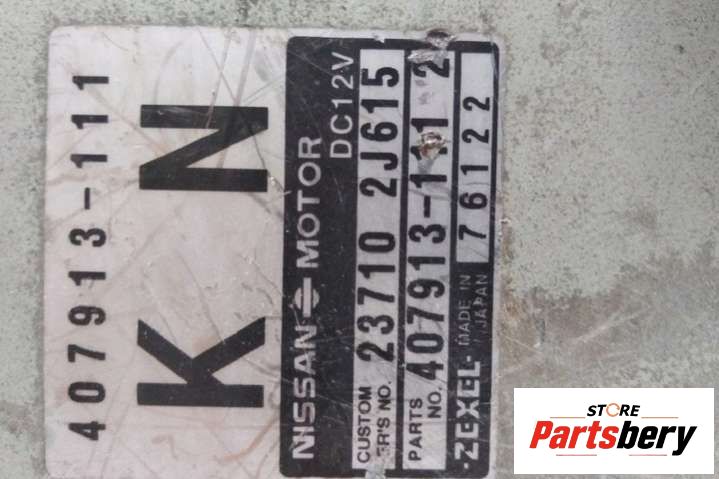 407913-111
K N
NISSAN MOTOR DC12V
CUSTOM
ER'S NO. 23710 2J615
PARTS
NO. 407913-1112
ZEXEL MADE IN
JAPAN 76122
STORE
Partsbery